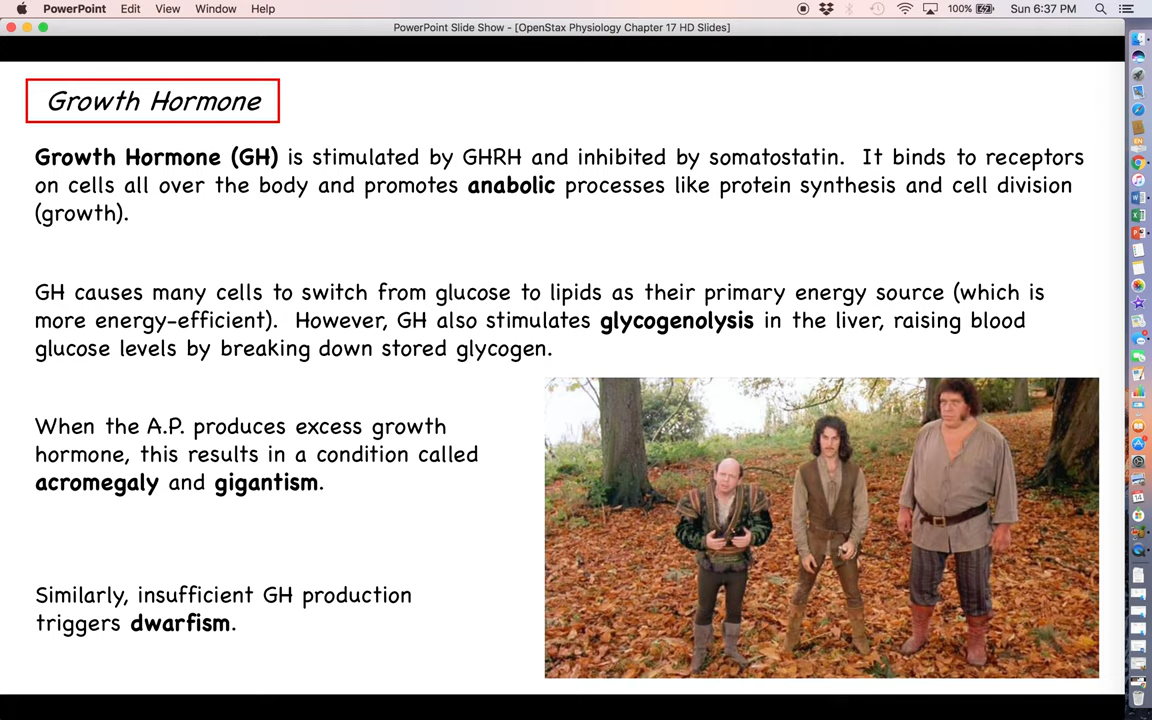 PowerPoint Edit View Window Help 100% Sun 6:37 PM
PowerPoint Slide Show - [OpenStax Physiology Chapter 17 HD Slides]
Growth Hormone
Growth Hormone (GH) is stimulated by GHRH and inhibited by somatostatin. It binds to receptors
on cells all over the body and promotes anabolic processes like protein synthesis and cell division
(growth).
GH causes many cells to switch from glucose to lipids as their primary energy source (which is
more energy-efficient). However, GH also stimulates glycogenolysis in the liver, raising blood
glucose levels by breaking down stored glycogen.
When the A.P. produces excess growth
hormone, this results in a condition called
acromegaly and gigantism.
Similarly, insufficient GH production
triggers dwarfism.